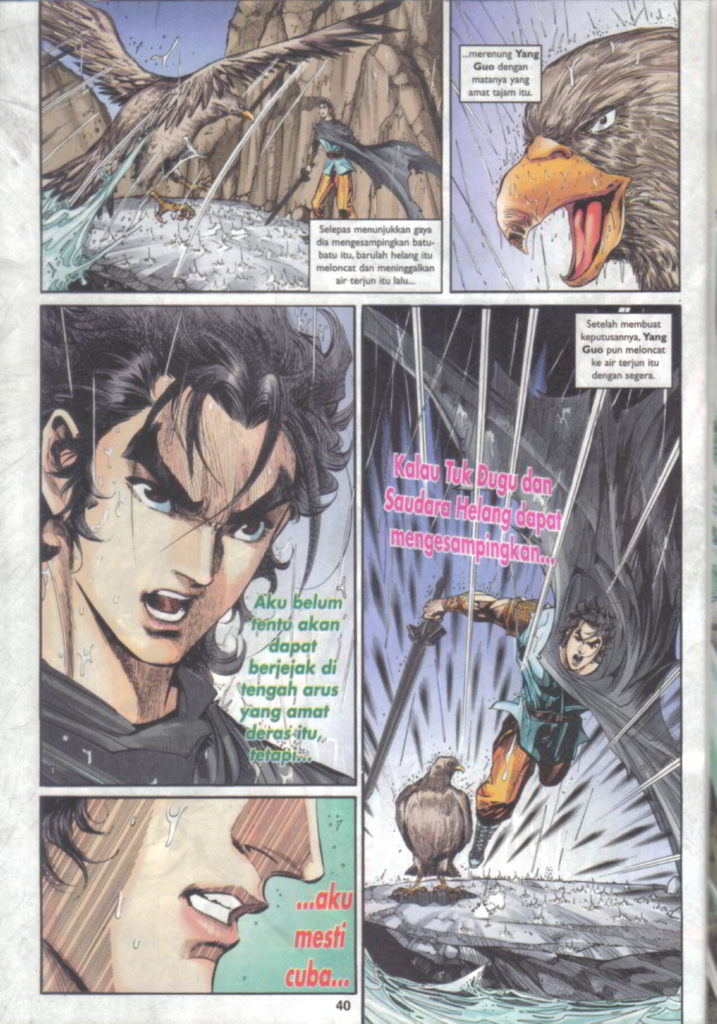 Selepas menunjukkan gaya
dia mengesampingkan batu-
batu itu, barulah helang itu
meloncat dan meninggalkan
air terjun itu lalu...
...merenung Yang
Guo dengan
matanya yang
amat tajam itu.
Aku belum
tentu akan
dapat
berjejak di
tengah arus
yang amat
deras itu,
tetapi...
...aku
mesti
cuba...
Setelah membuat
keputusannya, Yang
Guo pun meloncat
ke air terjun itu
dengan segera.
Kalau Tuk Dugu dan
Saudara Helang dapat
mengesampingkan...
40